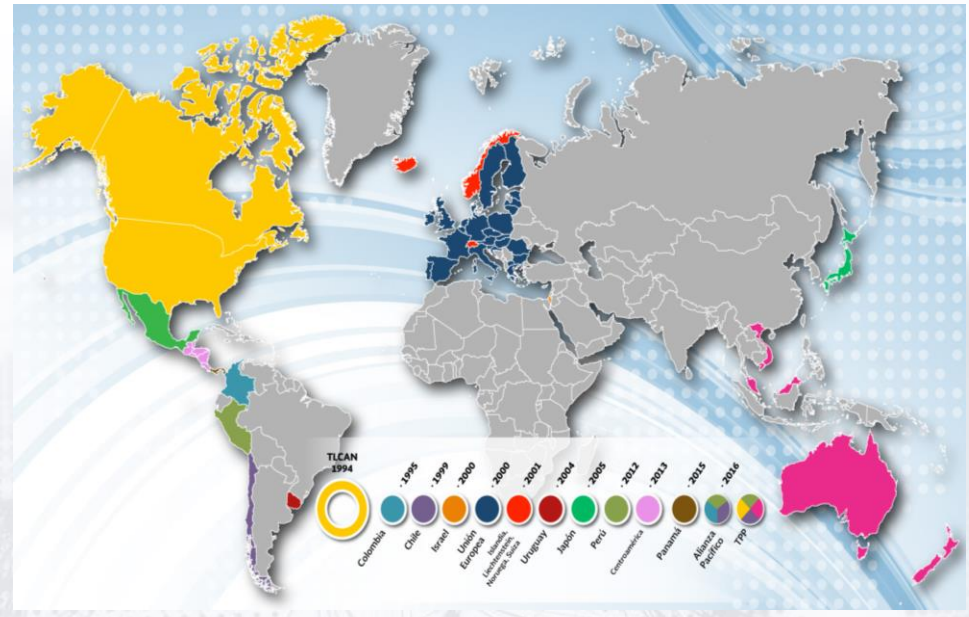 TLCAN
1994
· 1995
Colombia
· 1999
Chile
· 2000
Israel
· 2000
Unión
Europea
· 2001
Islandia,
Liechtenstein,
Noruega, Suiza
· 2004
Uruguay
· 2005
Japón
· 2012
Perú
· 2013
Centroamérica
· 2015
Panamá
· 2016
Alianza
Pacífico
TPP